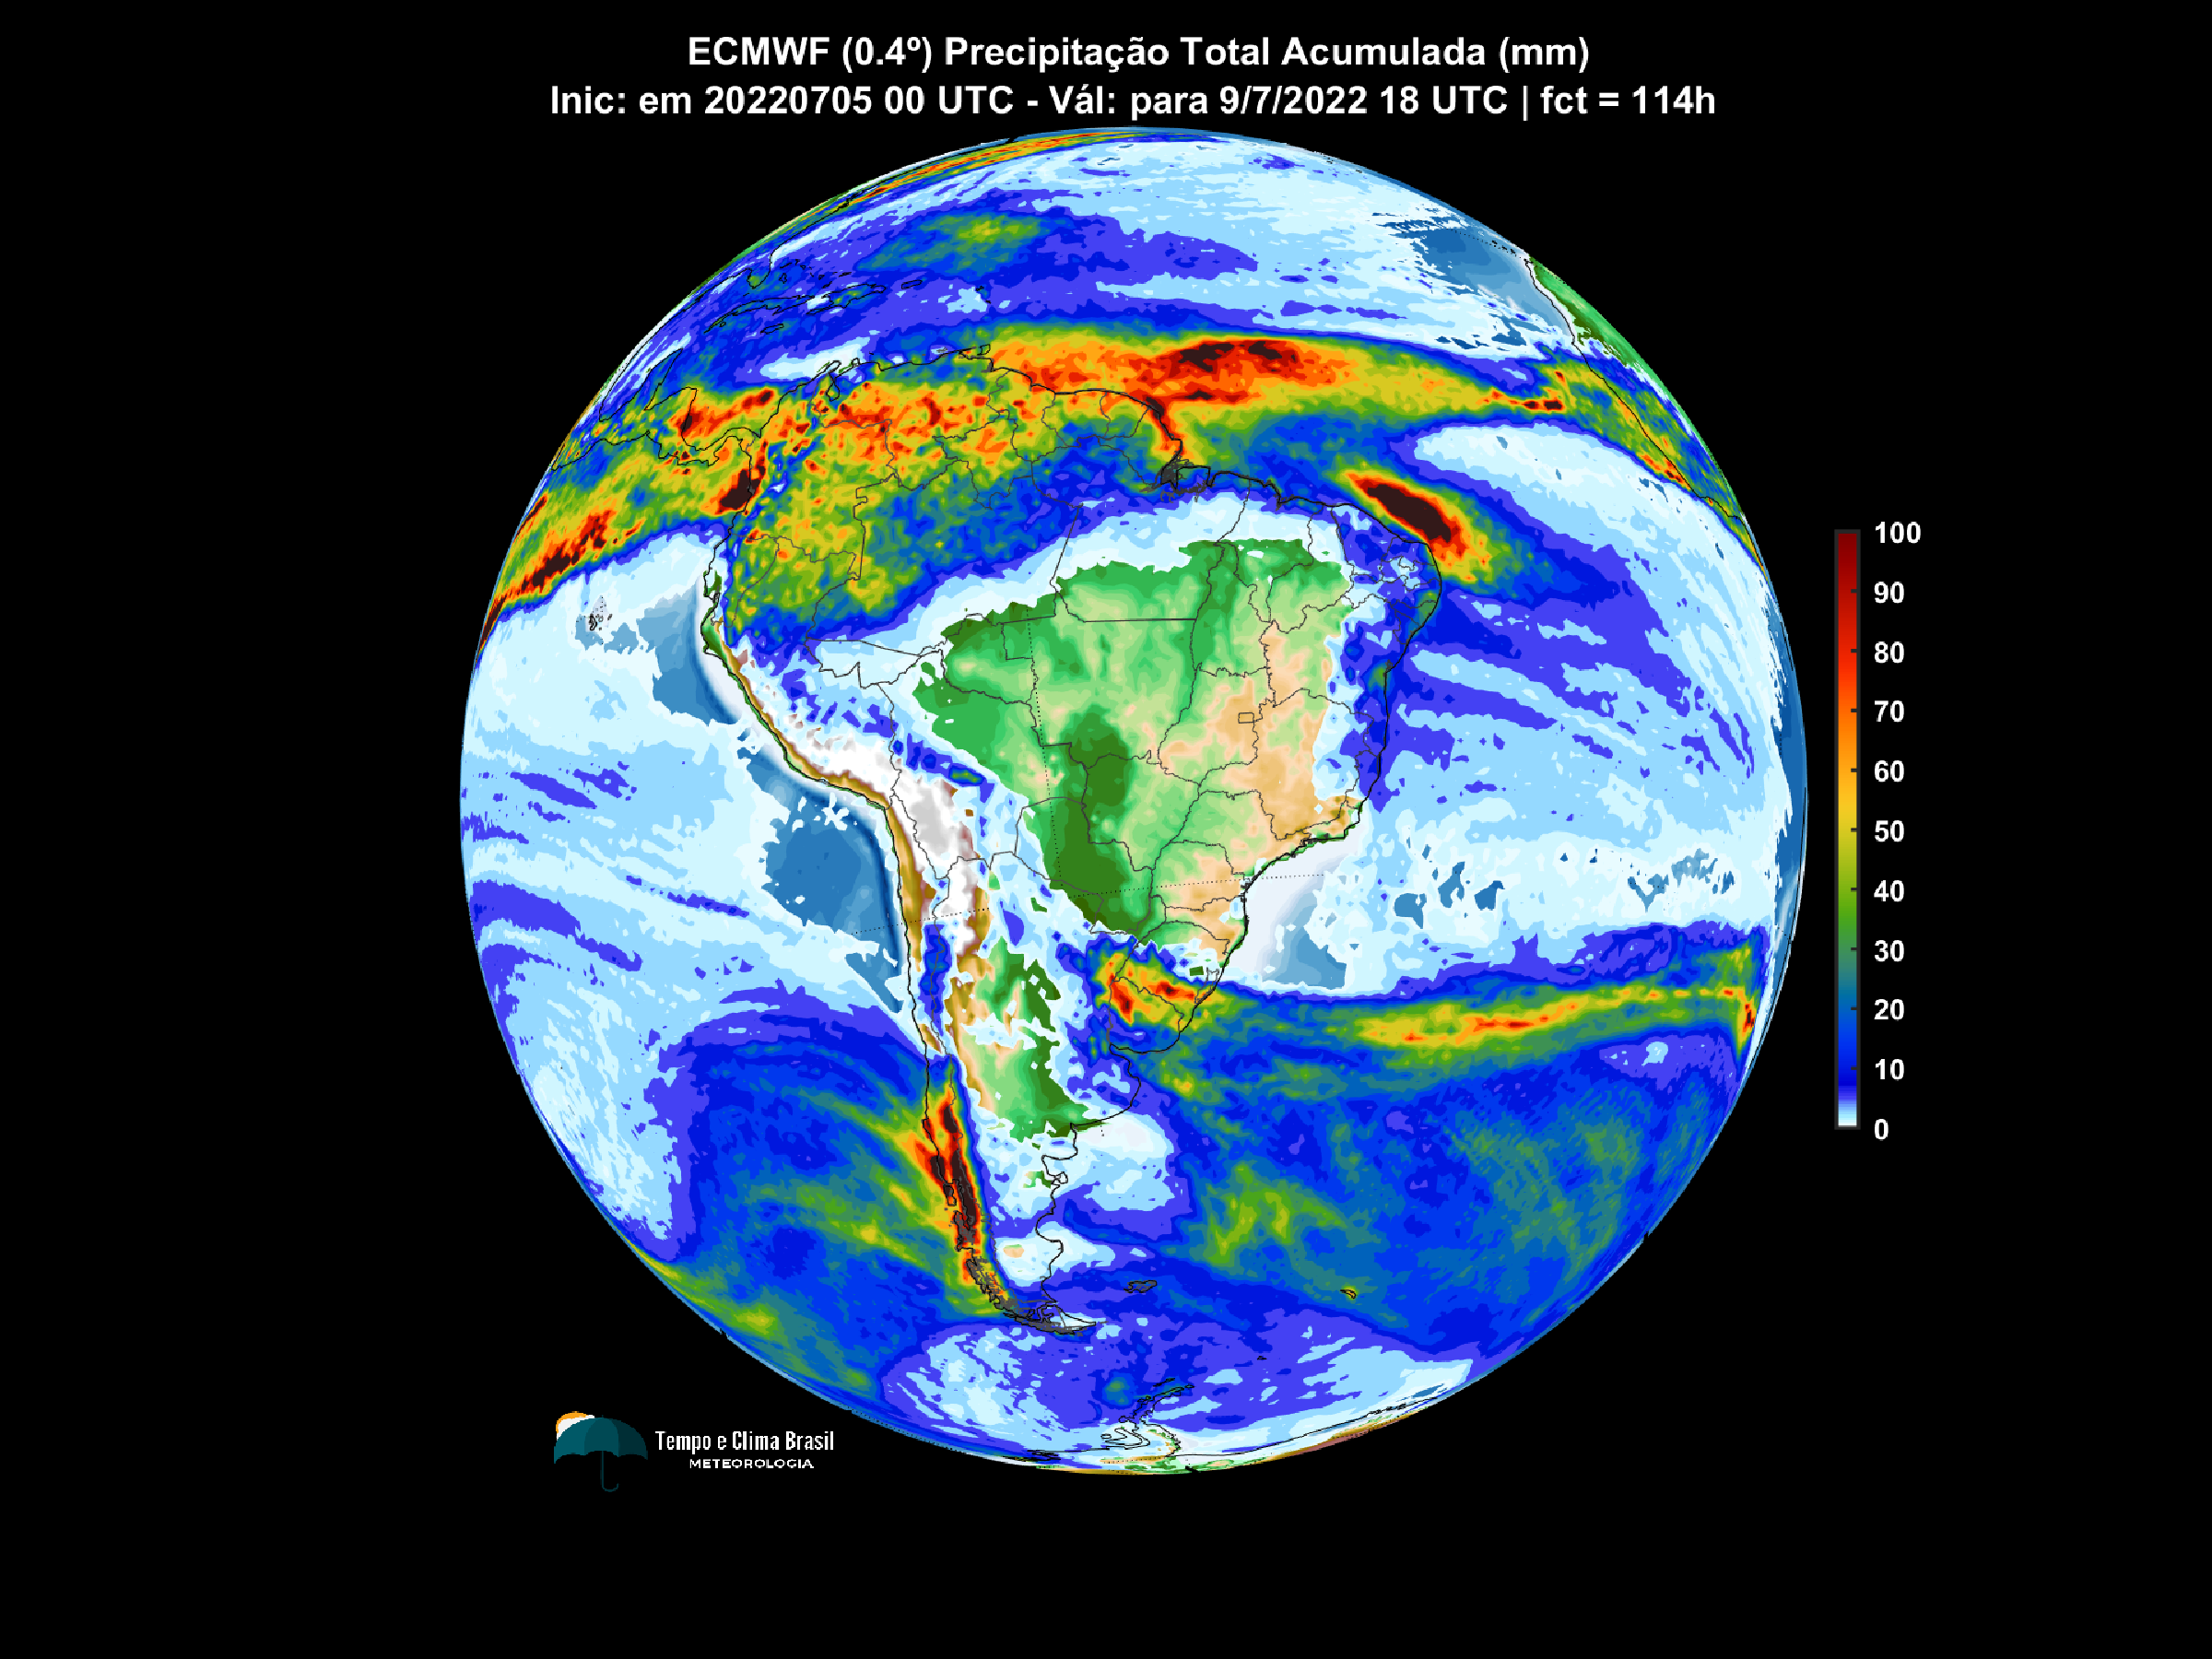 ECMWF (0.4º) Precipitação Total Acumulada (mm)
Inic: em 20220705 00 UTC - Vál: para 9/7/2022 18 UTC | fct = 114h
100
90
80
70
60
50
40
30
20
10
0
Tempo e Clima Brasil
METEOROLOGIA